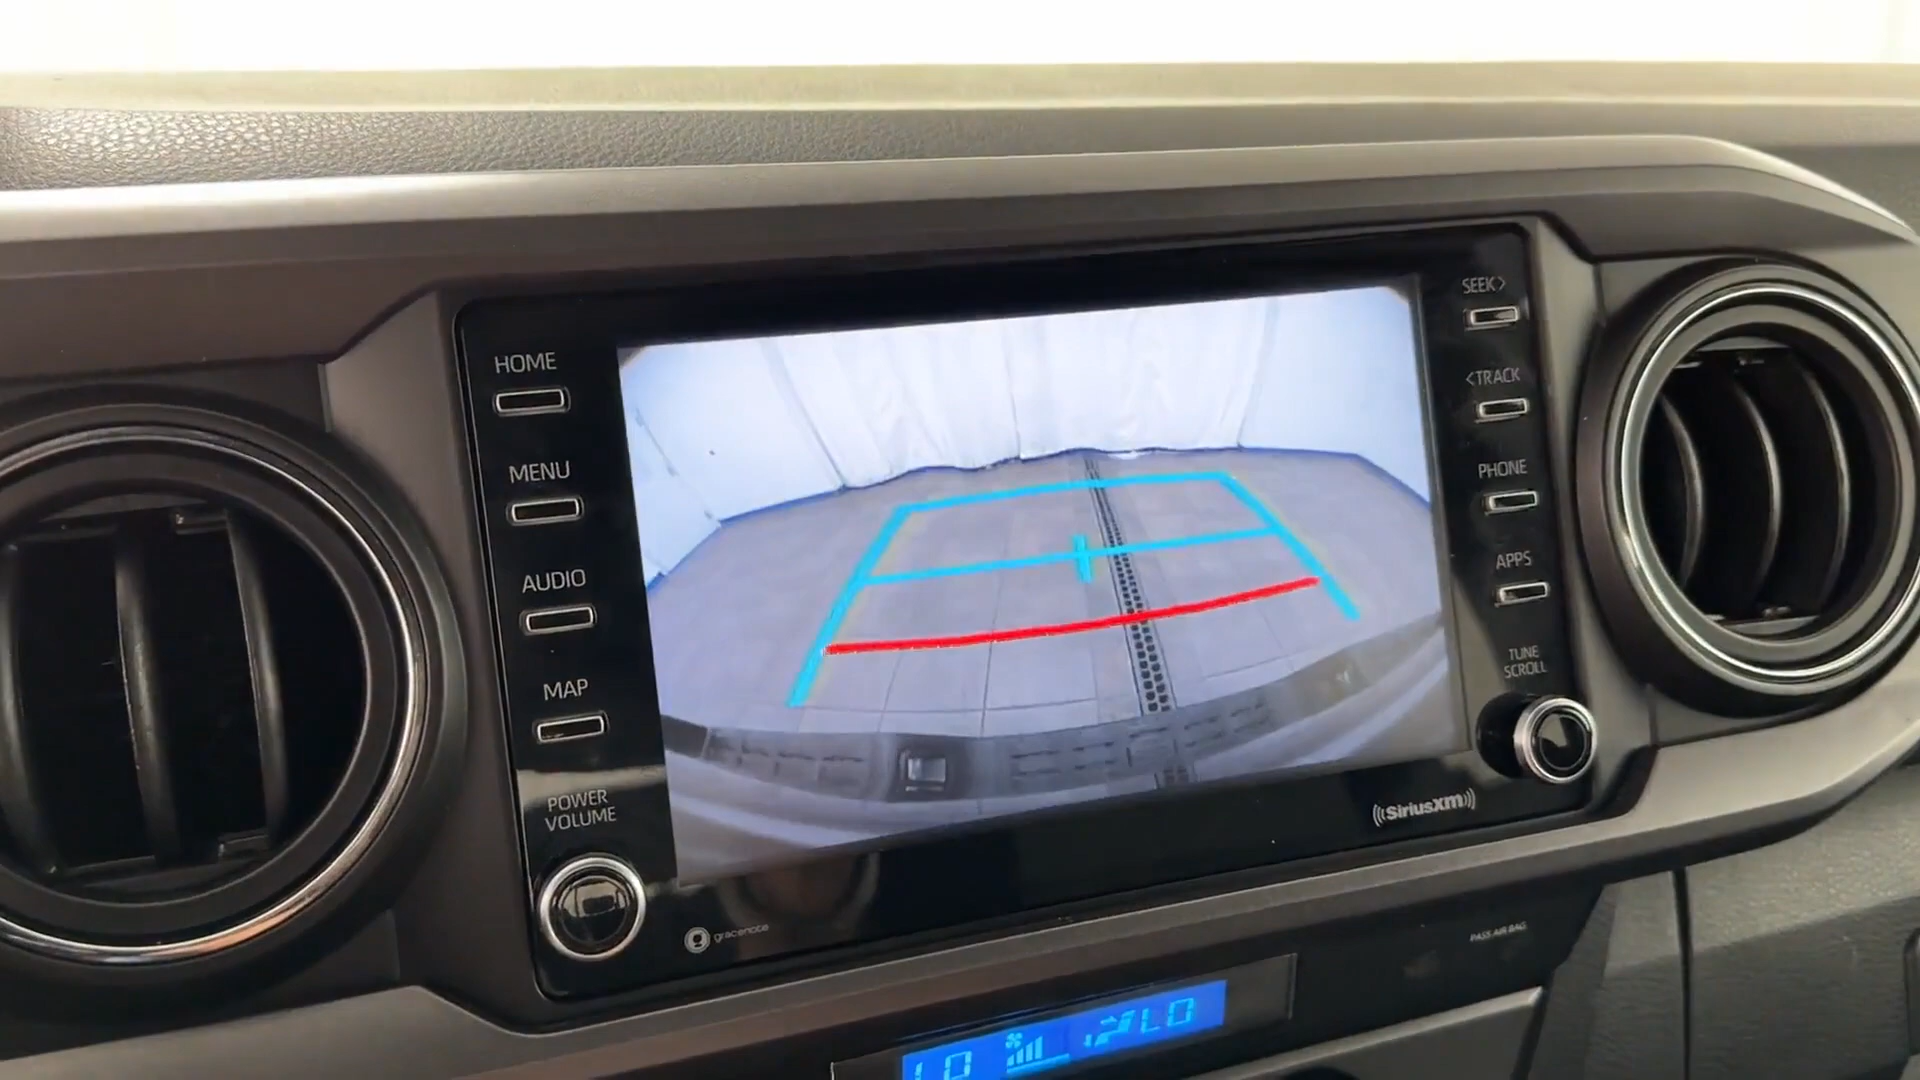 HOME
MENU
AUDIO
MAP
POWER
VOLUME
gracenote
SEEK>
<TRACK
PHONE
APPS
TUNE
SCROLL
((SiriusXM))
PASS AIR BAG
LO
LO